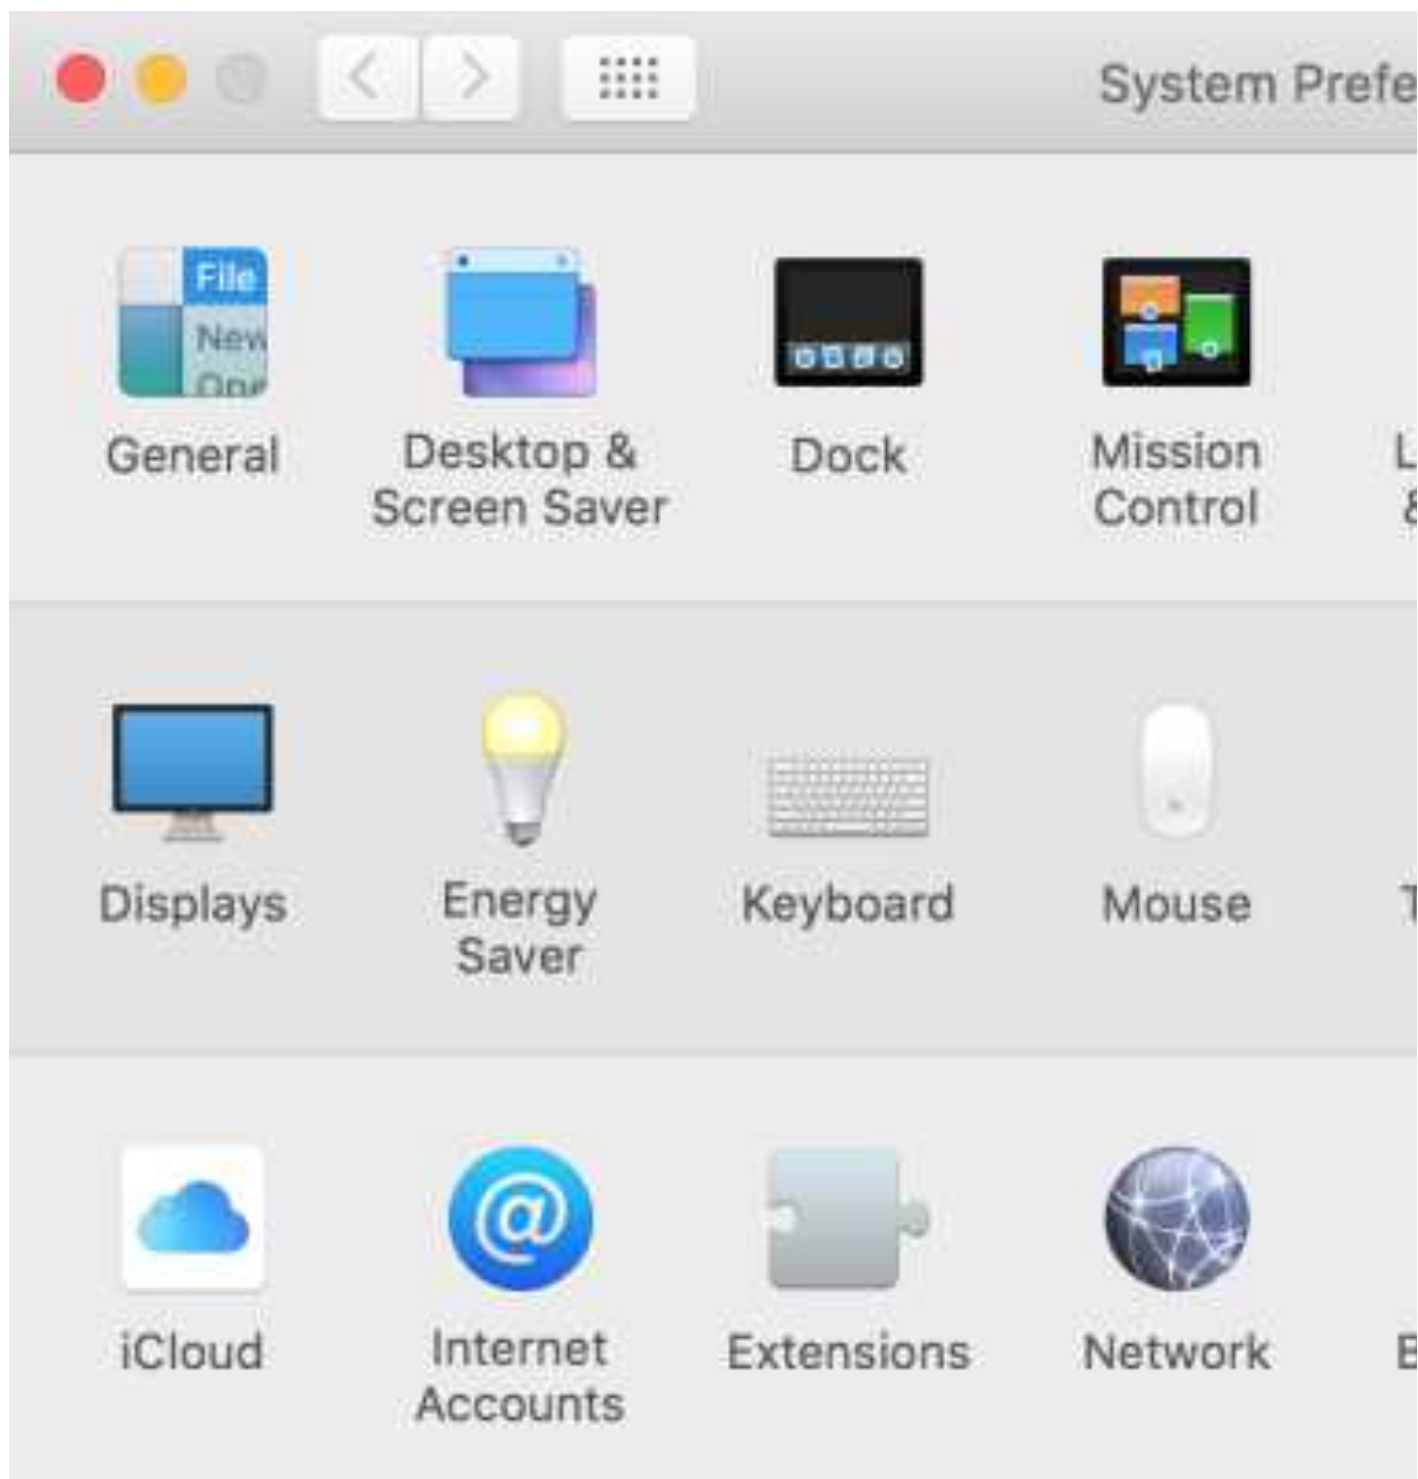 System Prefe
File
New
Ope
General
Desktop &
Screen Saver
Dock
Mission
Control
L
&
Displays
Energy
Saver
Keyboard
Mouse
T
iCloud
@
Internet
Accounts
Extensions
Network
B